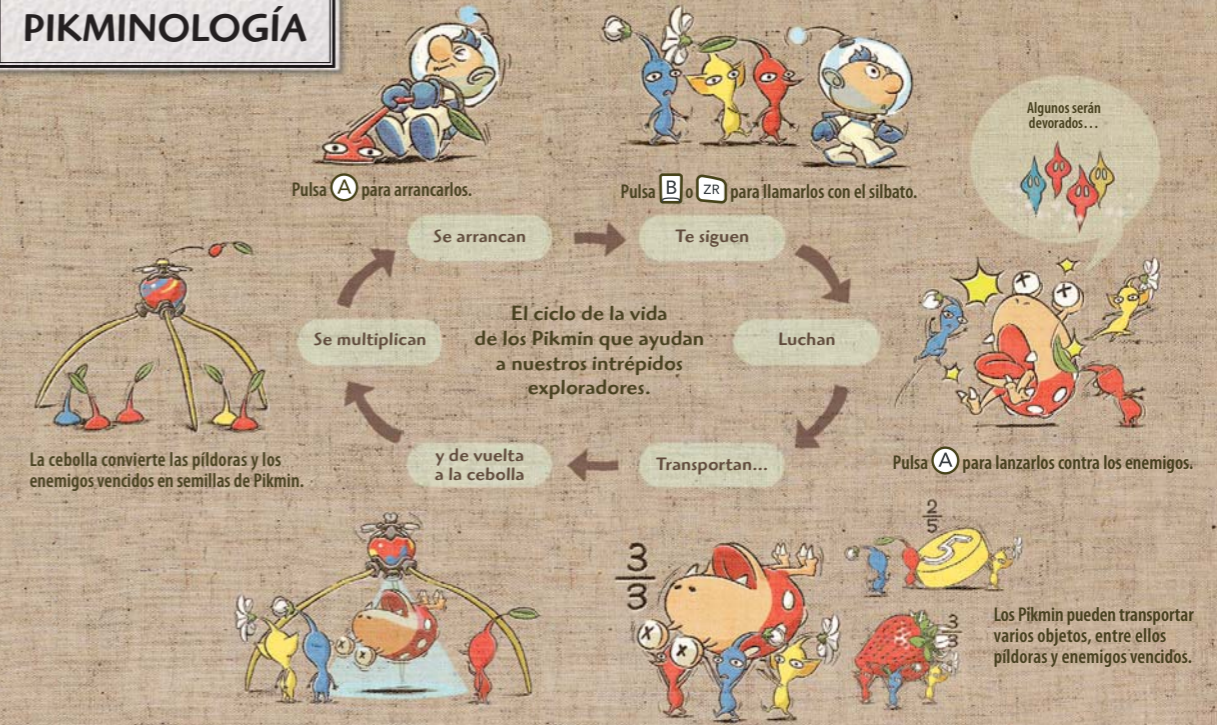 PIKMINOLOGÍA
Pulsa A para arrancarlos.
Pulsa B o ZR para llamarlos con el silbato.
Algunos serán
devorados...
Se arrancan
Te siguen
Se multiplican
El ciclo de la vida
de los Pikmin que ayudan
a nuestros intrépidos
exploradores.
Luchan
La cebolla convierte las píldoras y los
enemigos vencidos en semillas de Pikmin.
y de vuelta
a la cebolla
Transportan...
Pulsa A para lanzarlos contra los enemigos.
2
5
5
3
3
3
3
Los Pikmin pueden transportar
varios objetos, entre ellos
píldoras y enemigos vencidos.